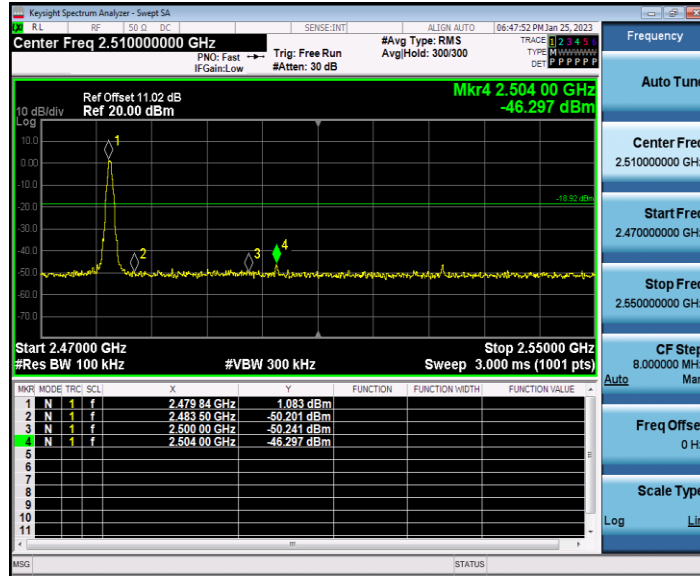 Keysight Spectrum Analyzer - Swept SA
LXI RL RF 50 Ω DC SENSE:INT ALIGN AUTO 06:47:52 PM Jan 25, 2023
Center Freq 2.510000000 GHz
PNO: Fast
IFGain:Low
Trig: Free Run
#Atten: 30 dB
#Avg Type: RMS
Avg|Hold: 300/300
TRACE 1 2 3 4 5 6
TYPE M W W W W W
DET P P P P P P
Ref Offset 11.02 dB
10 dB/div Ref 20.00 dBm
Log
Mkr4 2.504 00 GHz
-46.297 dBm
10.0
0.00
-10.0
-20.0
-30.0
-40.0
-50.0
-60.0
-70.0
1
2
3
4
-18.92 dBm
Start 2.47000 GHz Stop 2.55000 GHz
#Res BW 100 kHz #VBW 300 kHz Sweep 3.000 ms (1001 pts)
MKR MODE TRC SCL X Y FUNCTION FUNCTION WIDTH FUNCTION VALUE
1 N 1 f 2.479 84 GHz 1.083 dBm
2 N 1 f 2.483 50 GHz -50.201 dBm
3 N 1 f 2.500 00 GHz -50.241 dBm
4 N 1 f 2.504 00 GHz -46.297 dBm
5
6
7
8
9
10
11
MSG STATUS
Frequency
Auto Tune
Center Freq
2.510000000 GHz
Start Freq
2.470000000 GHz
Stop Freq
2.550000000 GHz
CF Step
8.000000 MHz
Auto Man
Freq Offset
0 Hz
Scale Type
Log Lin